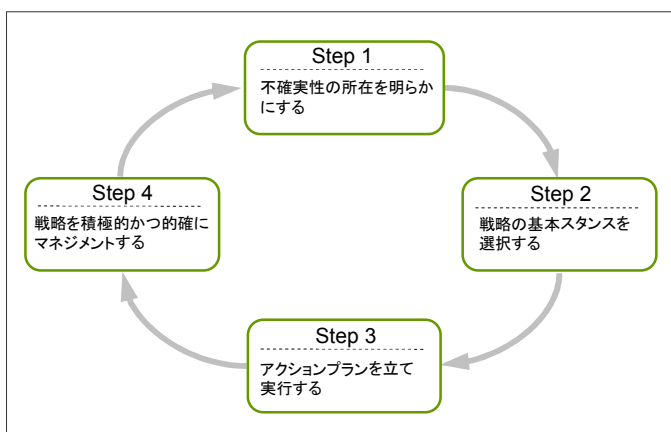 Step 1
不確実性の所在を明らか
にする
Step 2
戦略の基本スタンスを
選択する
Step 3
アクションプランを立て
実行する
Step 4
戦略を積極的かつ的確に
マネジメントする